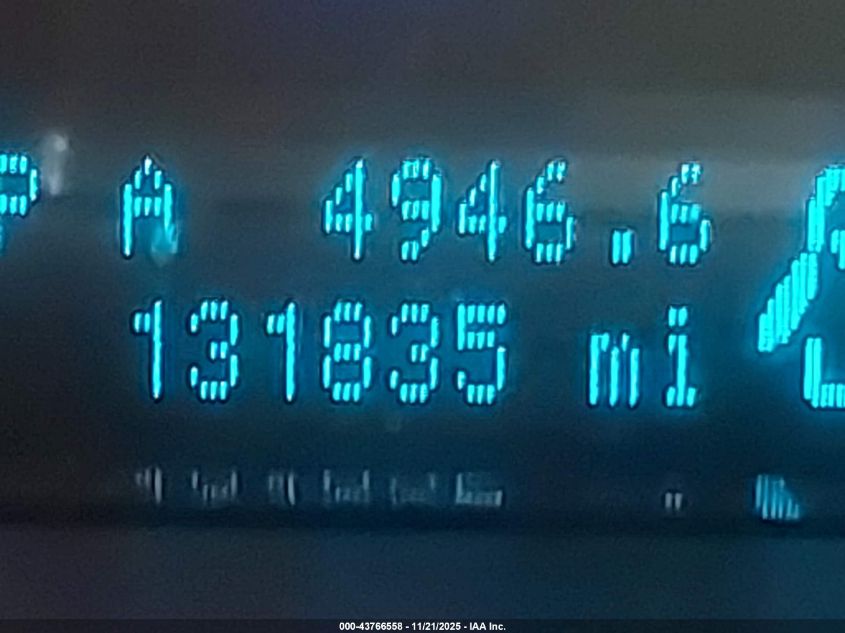 P A 4946.6
131835 mi
000-43766558 - 11/21/2025 - IAA Inc.